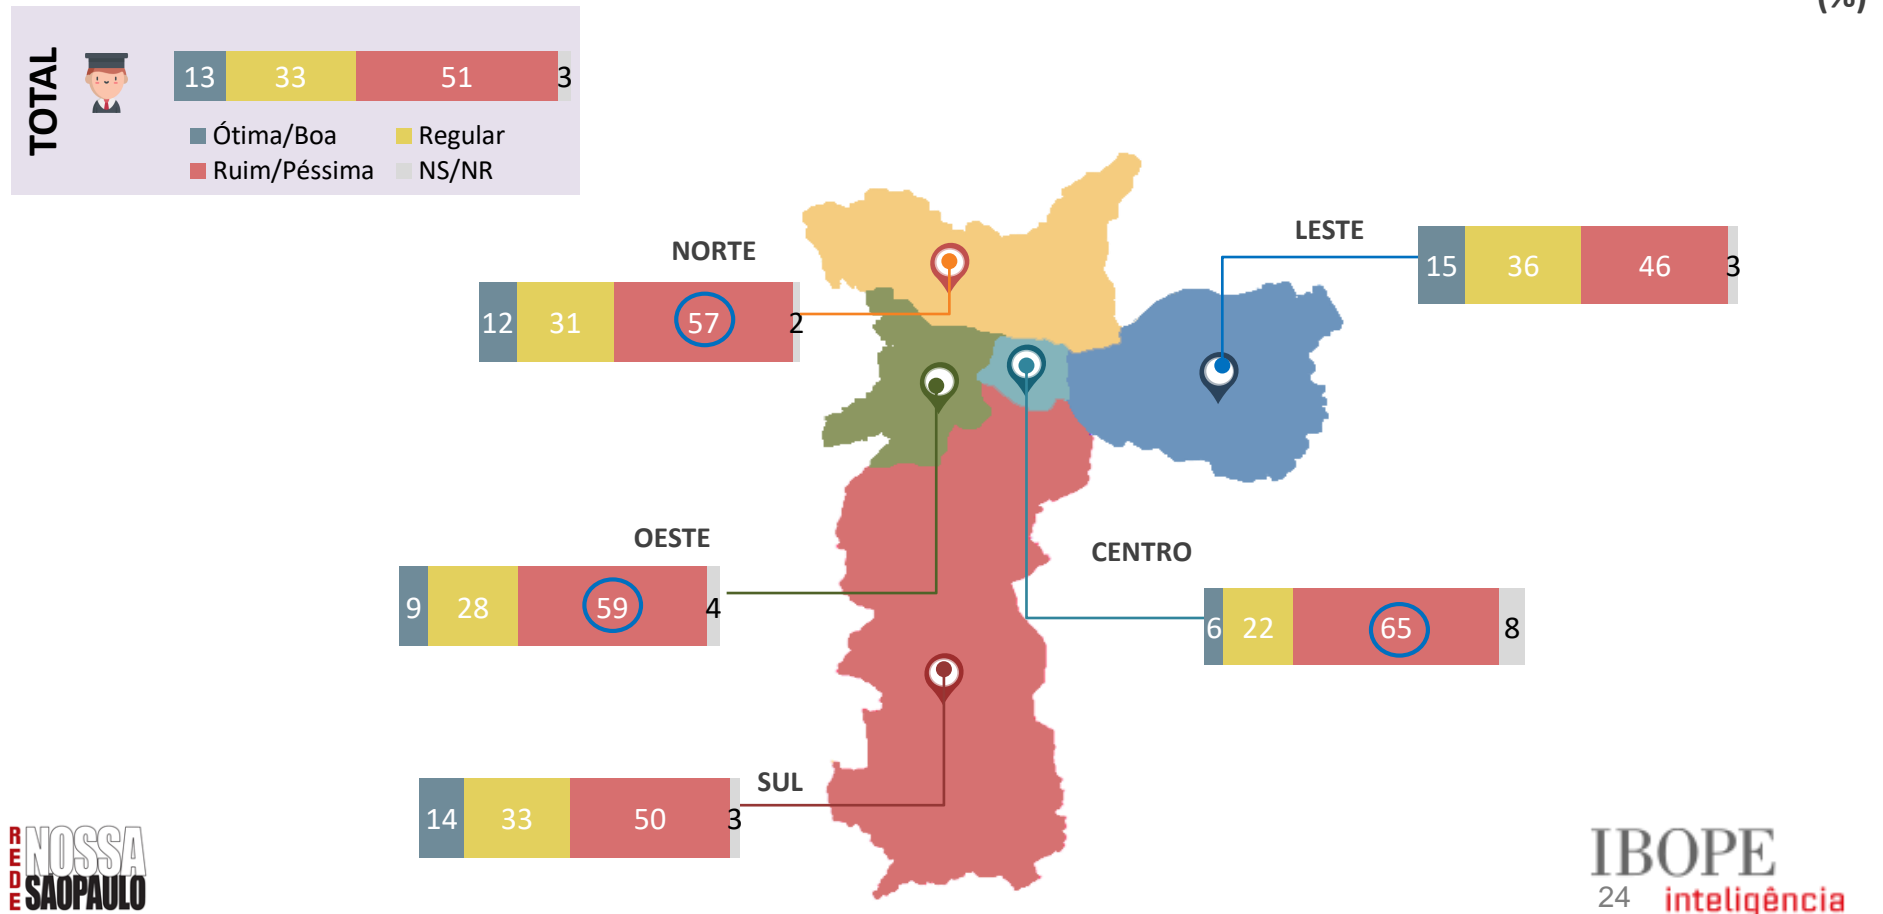 (%)
TOTAL
13 33 51 3
Ótima/Boa Regular
Ruim/Péssima NS/NR
NORTE
12 31 57 2
LESTE
15 36 46 3
OESTE
9 28 59 4
CENTRO
6 22 65 8
SUL
14 33 50 3
REDE
NOSSA
SÃOPAULO
IBOPE
inteligência
24